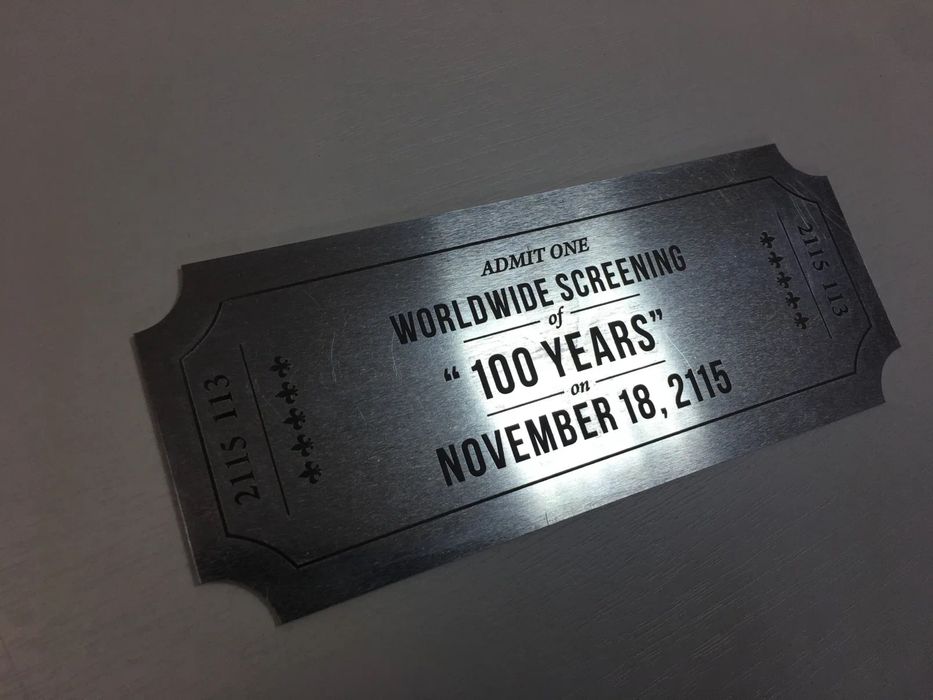 ADMIT ONE
WORLDWIDE SCREENING
of
“ 100 YEARS”
on
NOVEMBER 18, 2115
2115 113
2115 113